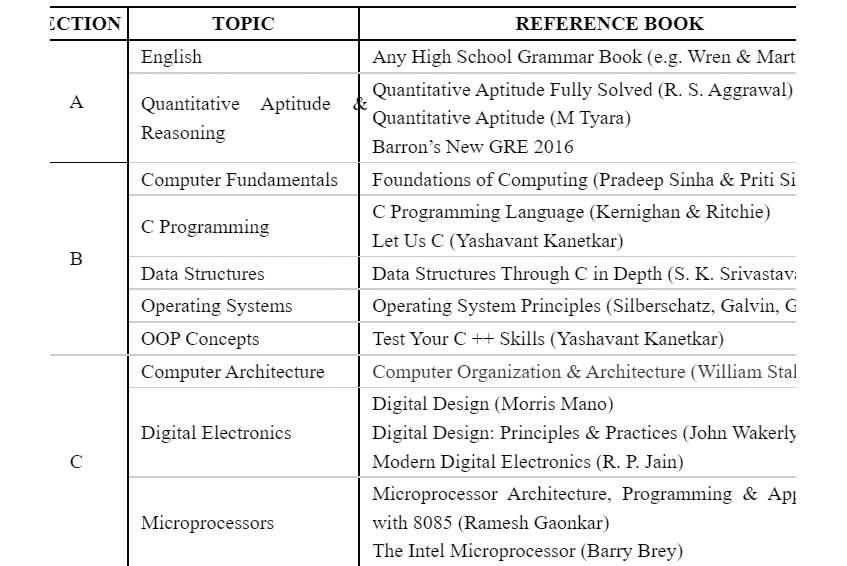 ECTION TOPIC REFERENCE BOOK
A
English
Any High School Grammar Book (e.g. Wren & Mart
Quantitative Aptitude &
Reasoning
Quantitative Aptitude Fully Solved (R. S. Aggrawal)
Quantitative Aptitude (M Tyara)
Barron's New GRE 2016
B
Computer Fundamentals
Foundations of Computing (Pradeep Sinha & Priti Si
C Programming
C Programming Language (Kernighan & Ritchie)
Let Us C (Yashavant Kanetkar)
Data Structures
Data Structures Through C in Depth (S. K. Srivastava
Operating Systems
Operating System Principles (Silberschatz, Galvin, G
OOP Concepts
Test Your C ++ Skills (Yashavant Kanetkar)
C
Computer Architecture
Computer Organization & Architecture (William Stal
Digital Electronics
Digital Design (Morris Mano)
Digital Design: Principles & Practices (John Wakerly
Modern Digital Electronics (R. P. Jain)
Microprocessors
Microprocessor Architecture, Programming & App
with 8085 (Ramesh Gaonkar)
The Intel Microprocessor (Barry Brey)